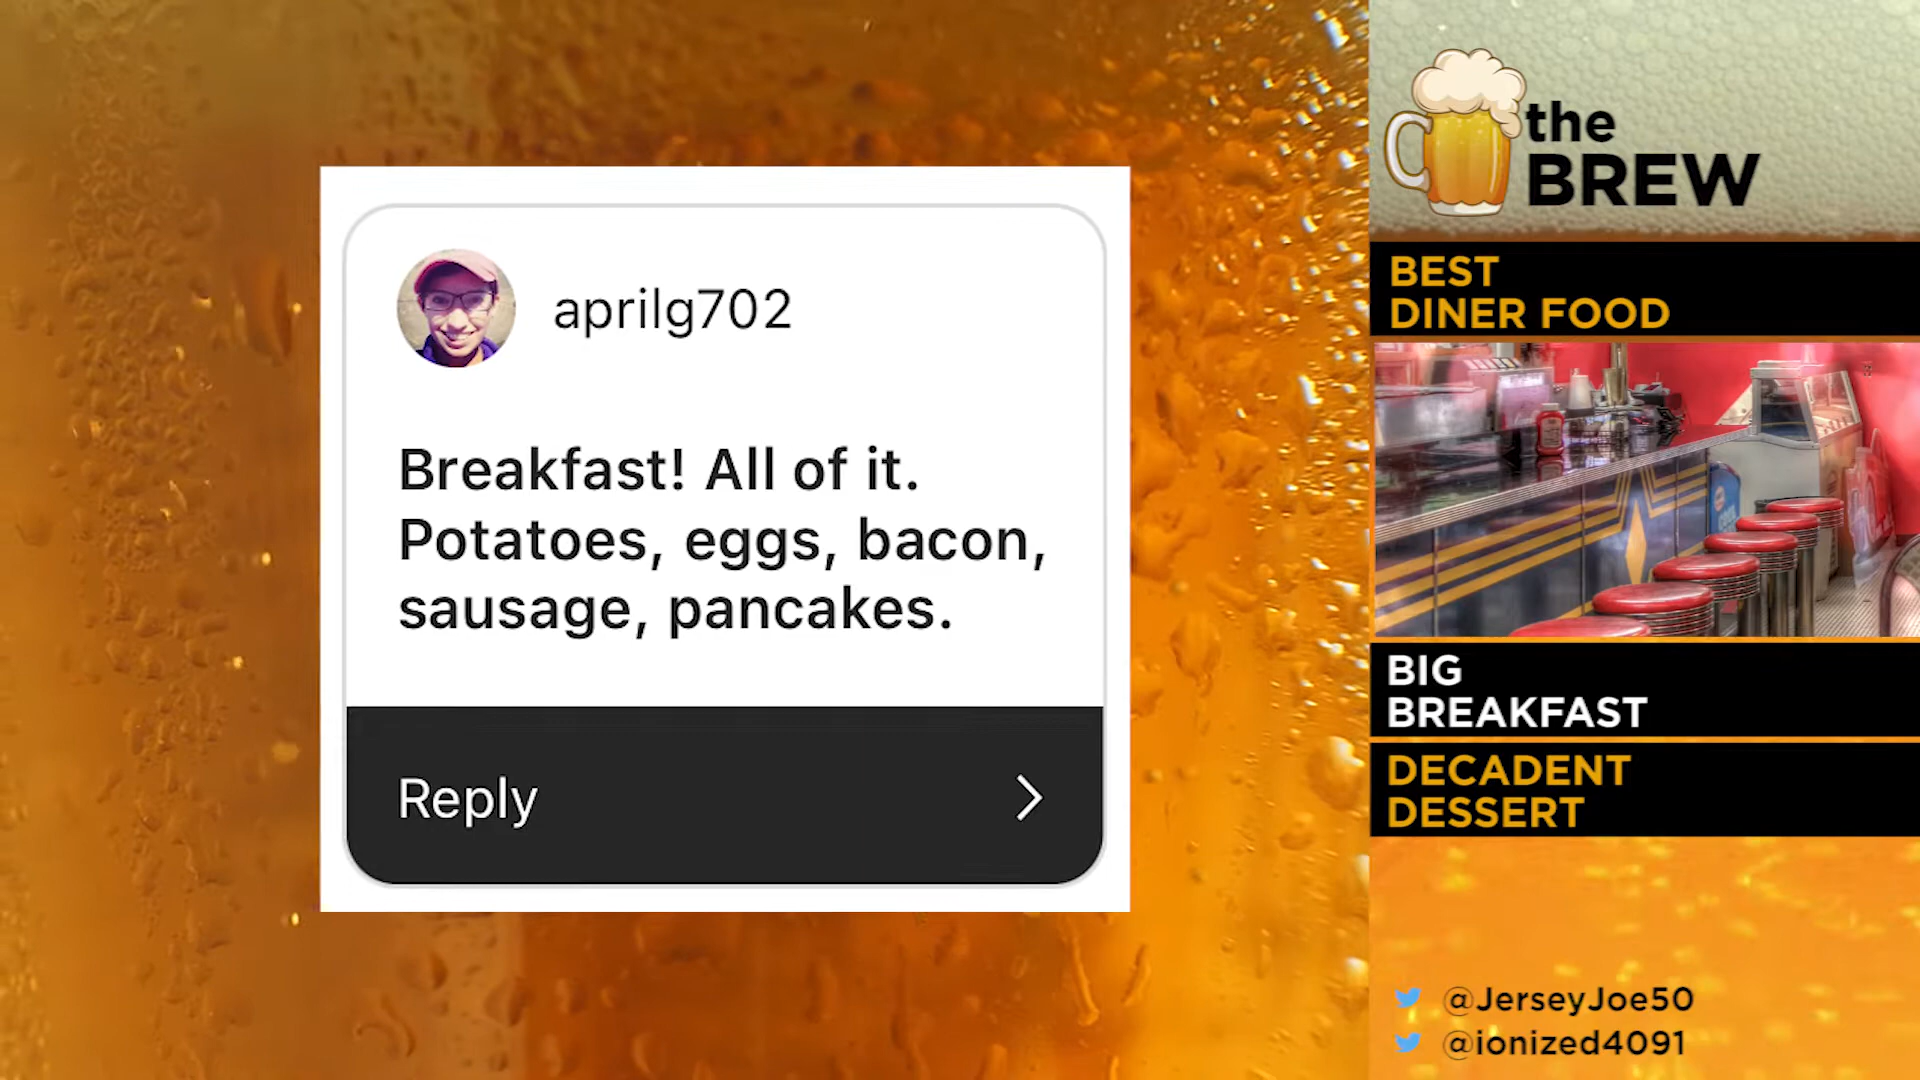 aprilg702
Breakfast! All of it.
Potatoes, eggs, bacon,
sausage, pancakes.
Reply
the
BREW
BEST
DINER FOOD
BIG
BREAKFAST
DECADENT
DESSERT
@JerseyJoe50
@ionized4091